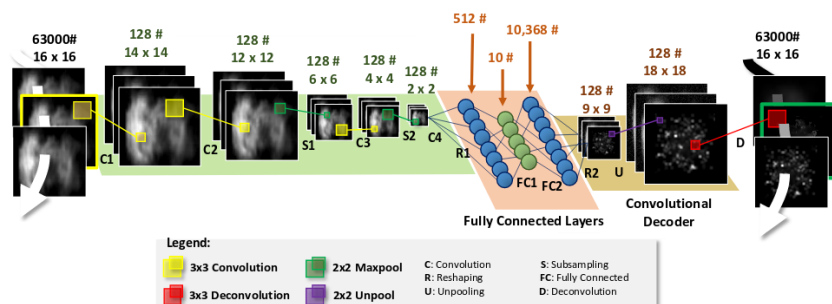 63000#
16 x 16
128 #
14 x 14
128 #
12 x 12
128 #
6 x 6
128 #
4 x 4
128 #
2 x 2
512 #
10 #
10,368 #
128 #
9 x 9
128 #
18 x 18
63000#
16 x 16
C1
C2
S1
C3
S2
C4
R1
FC1
FC2
R2
U
D
Fully Connected Layers
Convolutional
Decoder
Legend:
3x3 Convolution
2x2 Maxpool
3x3 Deconvolution
2x2 Unpool
C: Convolution
R: Reshaping
U: Unpooling
S: Subsampling
FC: Fully Connected
D: Deconvolution